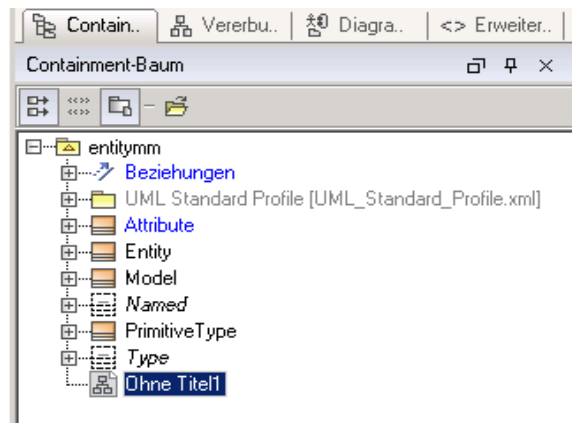 Contain.. Vererbu.. Diagra.. <> Erweiter..
Containment-Baum
entitymm
Beziehungen
UML Standard Profile [UML_Standard_Profile.xml]
Attribute
Entity
Model
Named
PrimitiveType
Type
Ohne Titel1